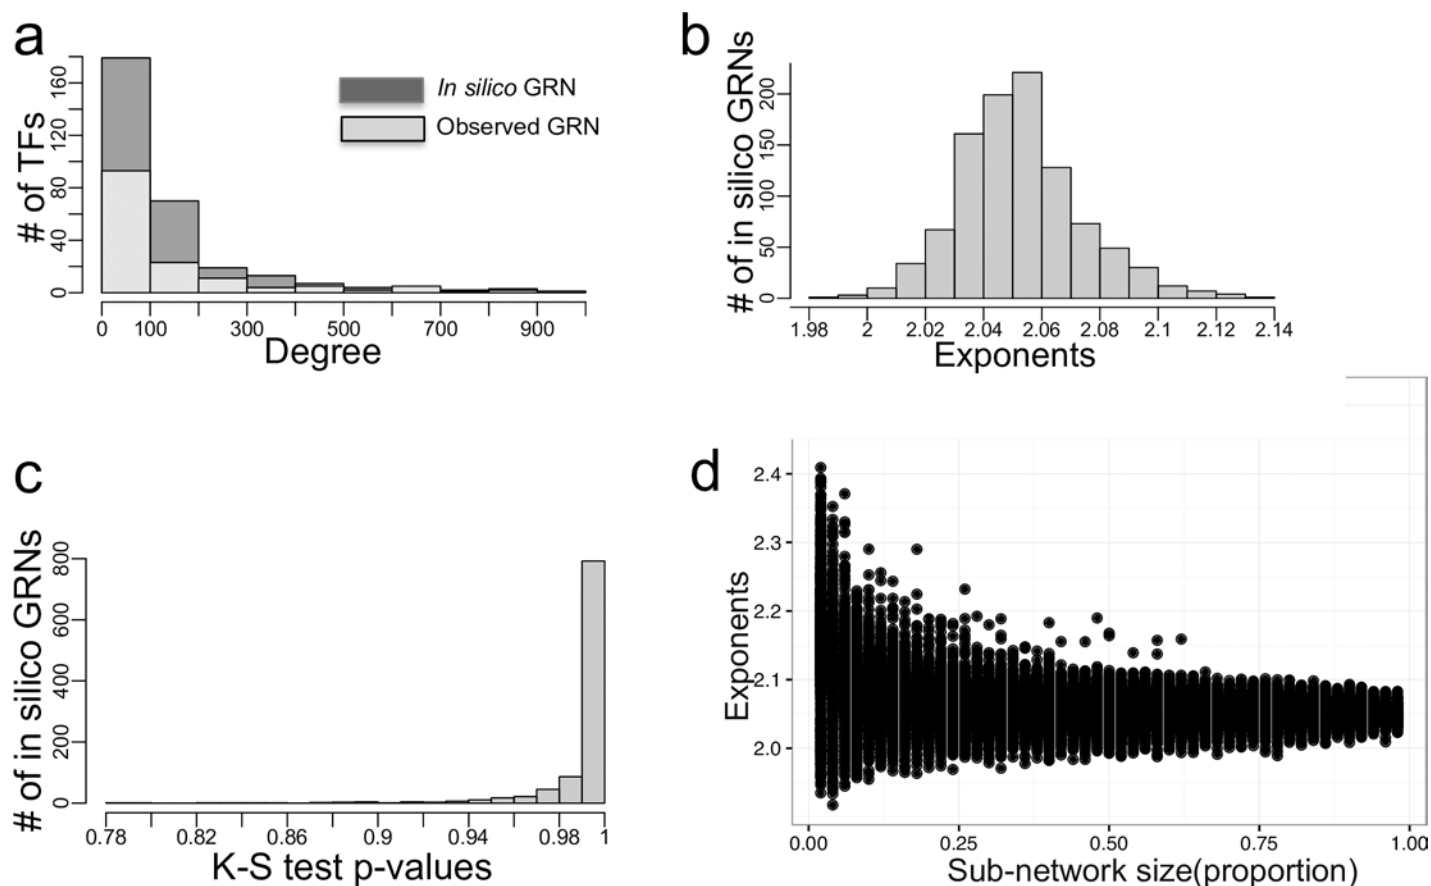 a
# of TFs
0 40 80 120 160
In silico GRN
Observed GRN
0 100 300 500 700 900
Degree
b
# of in silico GRNs
0 50 100 150 200
1.98 2 2.02 2.04 2.06 2.08 2.1 2.12 2.14
Exponents
c
# of in silico GRNs
0 200 400 600 800
0.78 0.82 0.86 0.9 0.94 0.98 1
K-S test p-values
d
Exponents
2.4
2.3
2.2
2.1
2.0
0.00 0.25 0.50 0.75 1.00
Sub-network size(proportion)